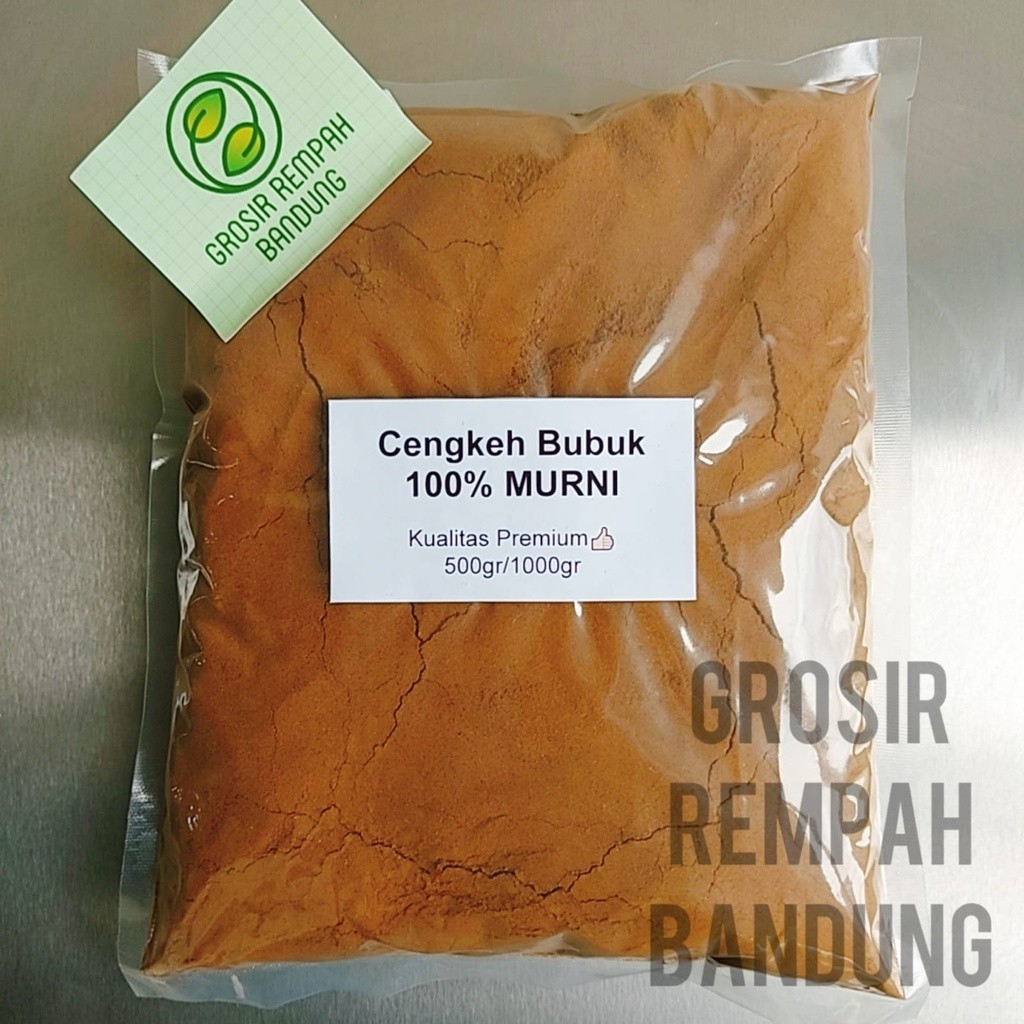 GROSIR REMPAH
BANDUNG
Cengkeh Bubuk
100% MURNI
Kualitas Premium👍
500gr/1000gr
GROSIR
REMPAH
BANDUNG